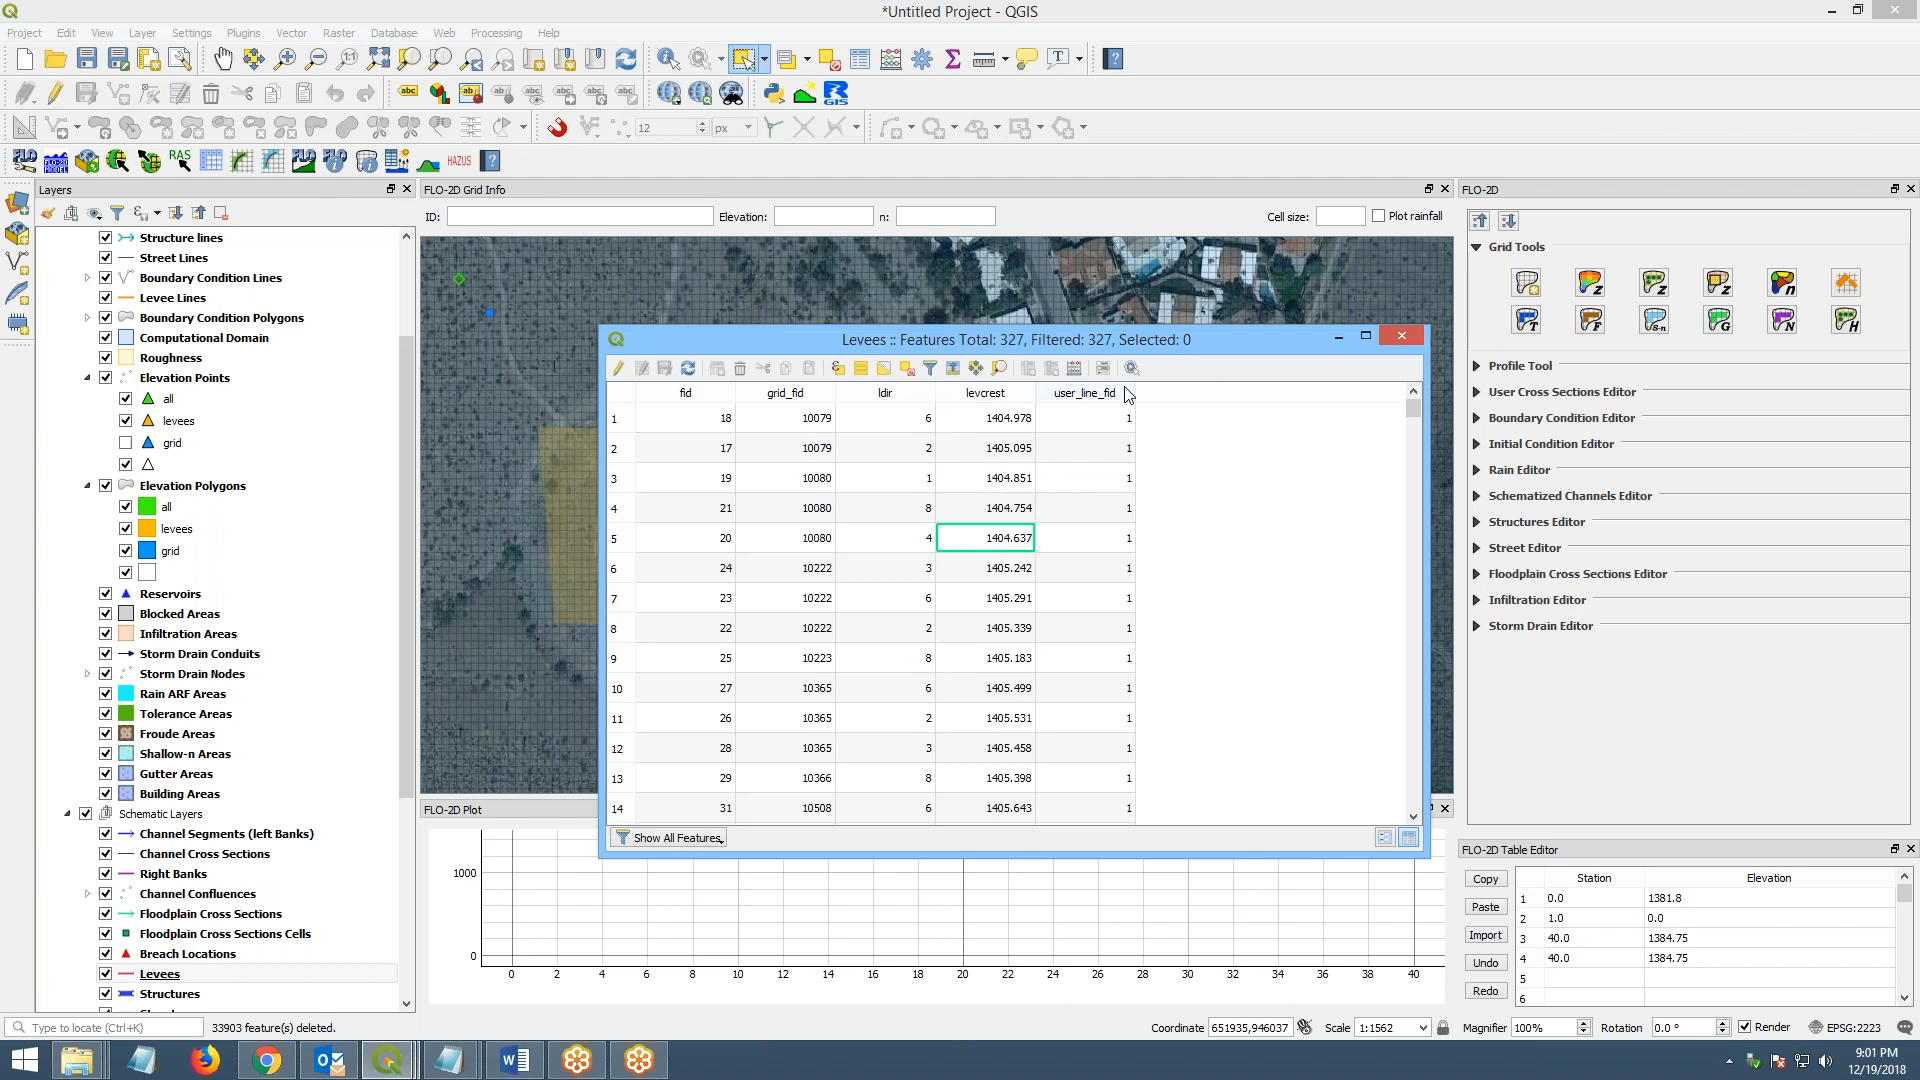 *Untitled Project - QGIS
Project Edit View Layer Settings Plugins Vector Raster Database Web Processing Help
12 px
RAS HAZUS
Layers
FLO-2D Grid Info
FLO-2D
ID: Elevation: n: Cell size: Plot rainfall
Structure lines
Street Lines
Boundary Condition Lines
Levee Lines
Boundary Condition Polygons
Computational Domain
Roughness
Elevation Points
all
levees
grid
Elevation Polygons
all
levees
grid
Reservoirs
Blocked Areas
Infiltration Areas
Storm Drain Conduits
Storm Drain Nodes
Rain ARF Areas
Tolerance Areas
Froude Areas
Shallow-n Areas
Gutter Areas
Building Areas
Schematic Layers
Channel Segments (left Banks)
Channel Cross Sections
Right Banks
Channel Confluences
Floodplain Cross Sections
Floodplain Cross Sections Cells
Breach Locations
Levees
Structures
Levees :: Features Total: 327, Filtered: 327, Selected: 0
fid grid_fid ldir levcrest user_line_fid
1 18 10079 6 1404.978 1
2 17 10079 2 1405.095 1
3 19 10080 1 1404.851 1
4 21 10080 8 1404.754 1
5 20 10080 4 1404.637 1
6 24 10222 3 1405.242 1
7 23 10222 6 1405.291 1
8 22 10222 2 1405.339 1
9 25 10223 8 1405.183 1
10 27 10365 6 1405.499 1
11 26 10365 2 1405.531 1
12 28 10365 3 1405.458 1
13 29 10366 8 1405.398 1
14 31 10508 6 1405.643 1
Show All Features
FLO-2D Plot
1000
0
0 2 4 6 8 10 12 14 16 18 20 22 24 26 28 30 32 34 36 38 40
Grid Tools
Profile Tool
User Cross Sections Editor
Boundary Condition Editor
Initial Condition Editor
Rain Editor
Schematized Channels Editor
Structures Editor
Street Editor
Floodplain Cross Sections Editor
Infiltration Editor
Storm Drain Editor
FLO-2D Table Editor
Copy
Paste
Import
Undo
Redo
Station Elevation
1 0.0 1381.8
2 1.0 0.0
3 40.0 1384.75
4 40.0 1384.75
5
6
Type to locate (Ctrl+K) 33903 feature(s) deleted. Coordinate 651935,946037 Scale 1:1562 Magnifier 100% Rotation 0.0 ° Render EPSG:2223
9:01 PM
12/19/2018